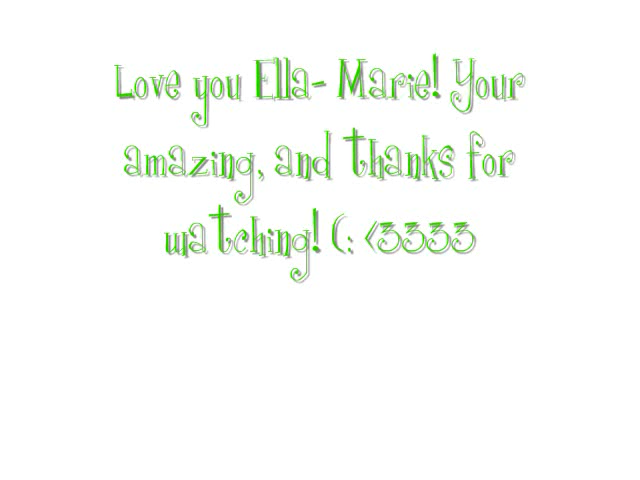 Love you Ella- Marie! Your
amazing, and thanks for
watching! (: <3333